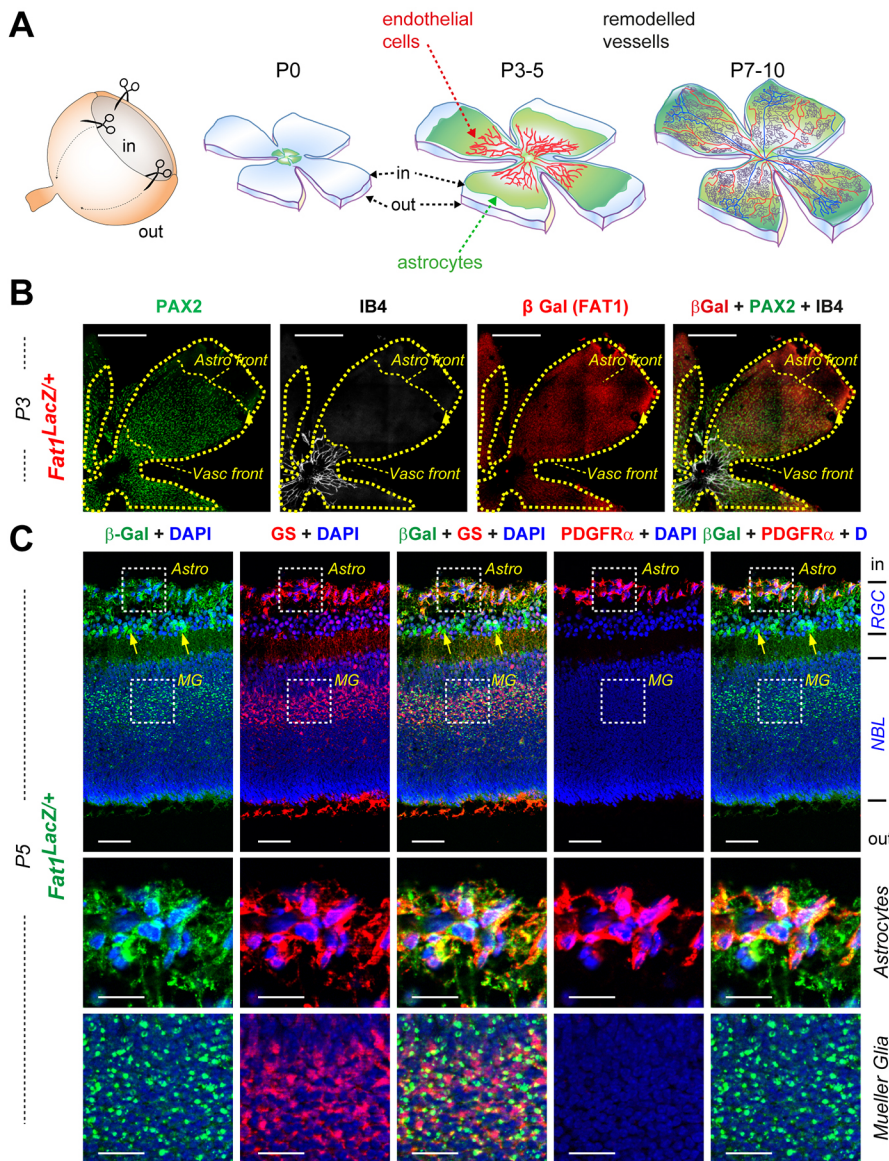 A
endothelial
cells
remodelled
vessells
P0
P3-5
P7-10
in
out
in
out
astrocytes
B
PAX2
IB4
β Gal (FAT1)
βGal + PAX2 + IB4
P3
Fat1LacZ/+
Astro front
Astro front
Astro front
Astro front
Vasc front
Vasc front
Vasc front
Vasc front
C
β-Gal + DAPI
GS + DAPI
βGal + GS + DAPI
PDGFRα + DAPI
βGal + PDGFRα + D
in
Astro
Astro
Astro
Astro
Astro
RGC
MG
MG
MG
MG
MG
NBL
out
P5
Fat1LacZ/+
Astrocytes
Mueller Glia